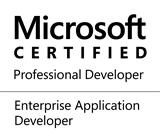 Microsoft
CERTIFIED
Professional Developer
Enterprise Application
Developer